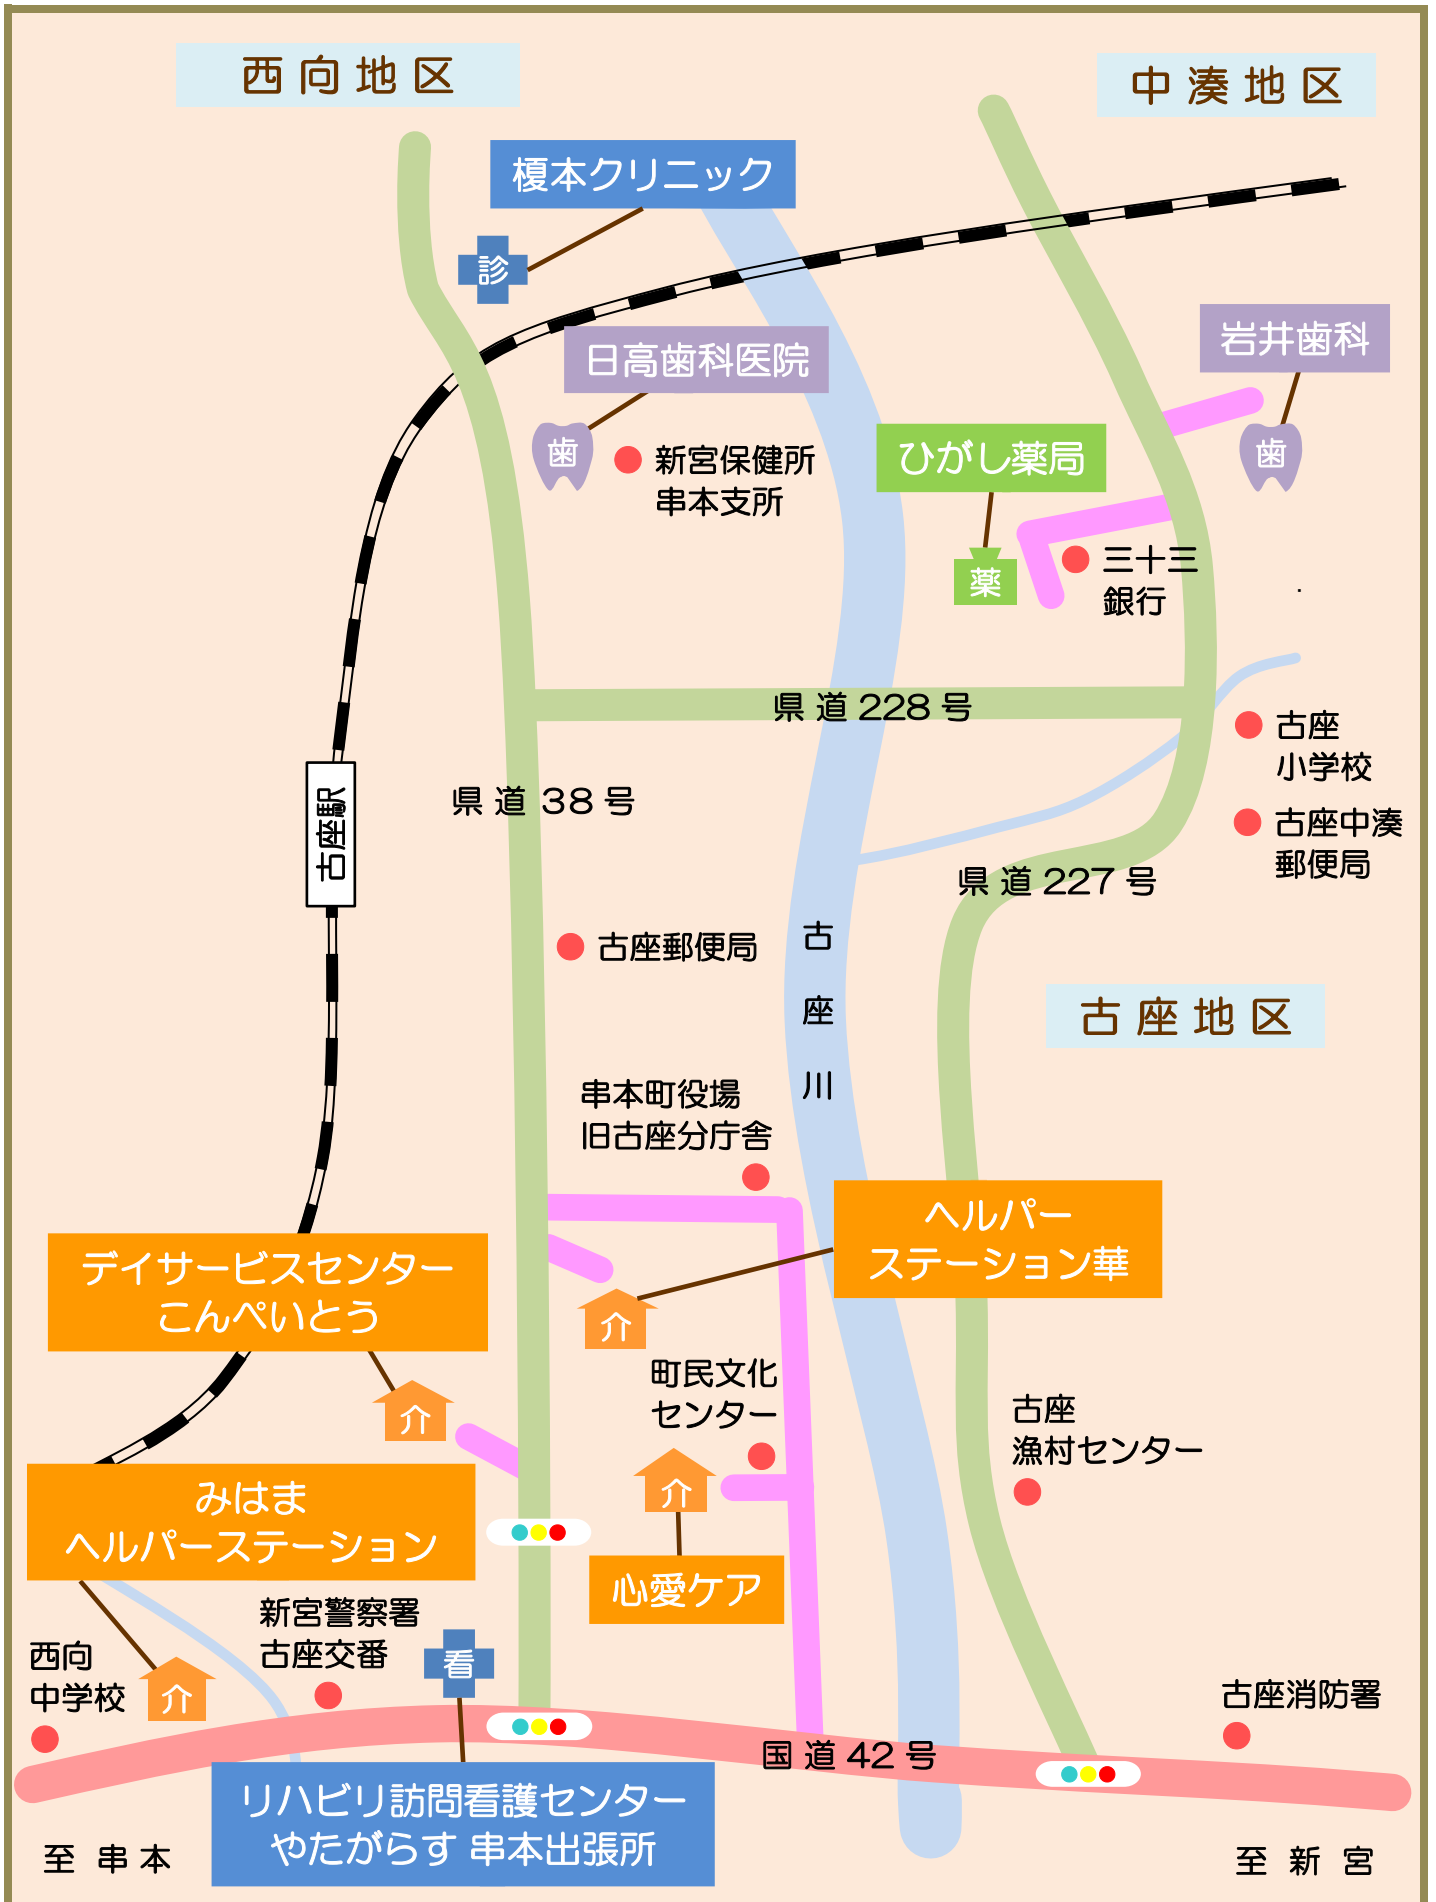 西向地区
中湊地区
榎本クリニック
診
岩井歯科
日高歯科医院
歯
新宮保健所
串本支所
ひがし薬局
歯
薬
三十三
銀行
県道228号
古座
小学校
古座駅
県道38号
古座中湊
郵便局
県道227号
古座郵便局
古座川
古座地区
串本町役場
旧古座分庁舎
ヘルパー
ステーション華
介
デイサービスセンター
こんぺいとう
介
町民文化
センター
古座
漁村センター
介
みはま
ヘルパーステーション
心愛ケア
新宮警察署
古座交番
西向
中学校
介
看
古座消防署
国道42号
リハビリ訪問看護センター
やたがらす 串本出張所
至 串本
至 新宮